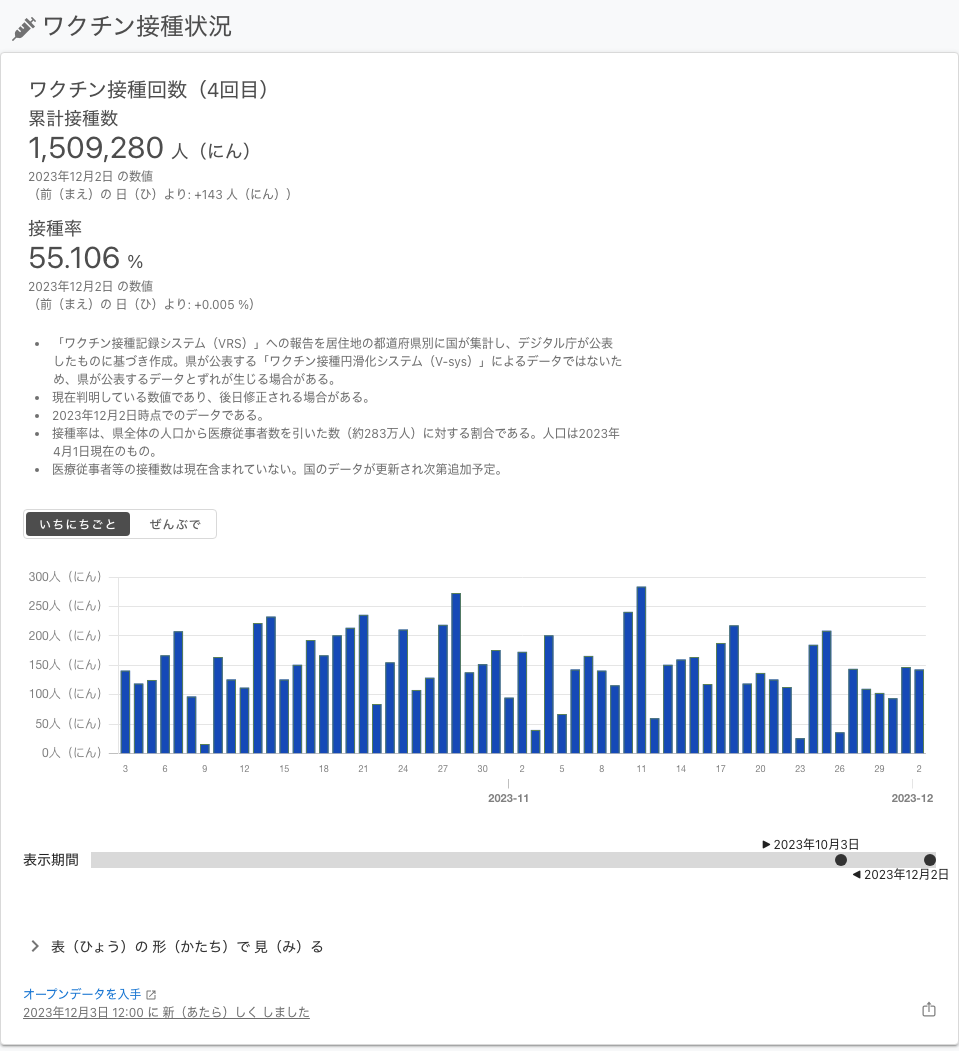 ワクチン接種状況
ワクチン接種回数（4回目）
累計接種数
1,509,280 人（にん）
2023年12月2日 の数値
（前（まえ）の 日（ひ）より: +143 人（にん））
接種率
55.106 %
2023年12月2日 の数値
（前（まえ）の 日（ひ）より: +0.005 %）
• 「ワクチン接種記録システム（VRS）」への報告を居住地の都道府県別に国が集計し、デジタル庁が公表
したものに基づき作成。県が公表する「ワクチン接種円滑化システム（V-sys）」によるデータではないた
め、県が公表するデータとずれが生じる場合がある。
• 現在判明している数値であり、後日修正される場合がある。
• 2023年12月2日時点でのデータである。
• 接種率は、県全体の人口から医療従事者数を引いた数（約283万人）に対する割合である。人口は2023年
4月1日現在のもの。
• 医療従事者等の接種数は現在含まれていない。国のデータが更新され次第追加予定。
いちにちごと ぜんぶで
300人（にん）
250人（にん）
200人（にん）
150人（にん）
100人（にん）
50人（にん）
0人（にん）
3 6 9 12 15 18 21 24 27 30 2 5 8 11 14 17 20 23 26 29 2
2023-11 2023-12
▶ 2023年10月3日
表示期間
◀ 2023年12月2日
表（ひょう）の 形（かたち）で 見（み）る
オープンデータを入手
2023年12月3日 12:00 に 新（あたら）しく しました